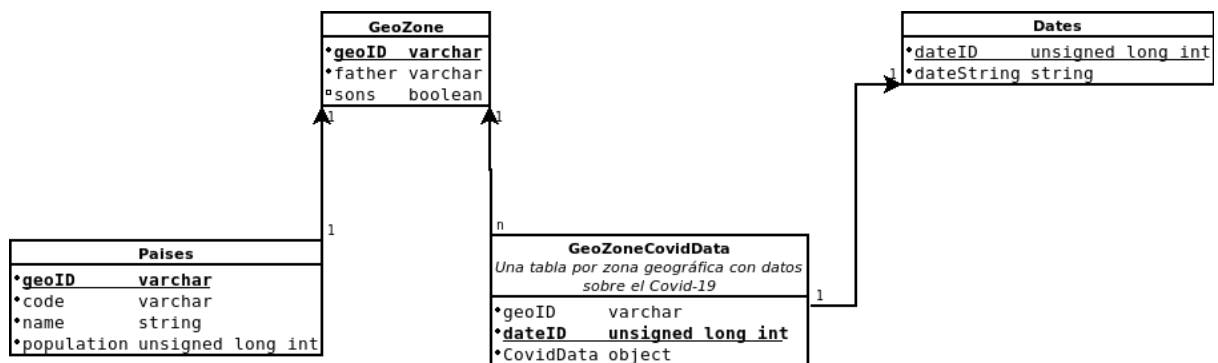 GeoZone
geoID varchar
father varchar
sons boolean
1
1
Dates
dateID unsigned long int
dateString string
1
Paises
geoID varchar
code varchar
name string
population unsigned long int
1
n
GeoZoneCovidData
Una tabla por zona geográfica con datos
sobre el Covid-19
geoID varchar
dateID unsigned long int
CovidData object
1